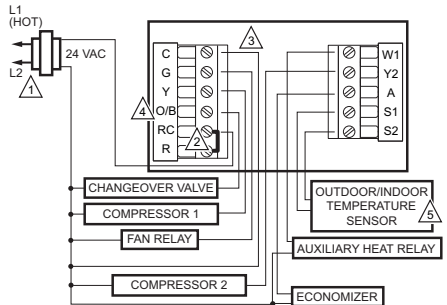 L1
(HOT)
24 VAC
L2
1
C
G
Y
O/B
RC
R
2
3
4
W1
Y2
A
S1
S2
CHANGEOVER VALVE
COMPRESSOR 1
FAN RELAY
COMPRESSOR 2
OUTDOOR/INDOOR
TEMPERATURE
SENSOR
5
AUXILIARY HEAT RELAY
ECONOMIZER